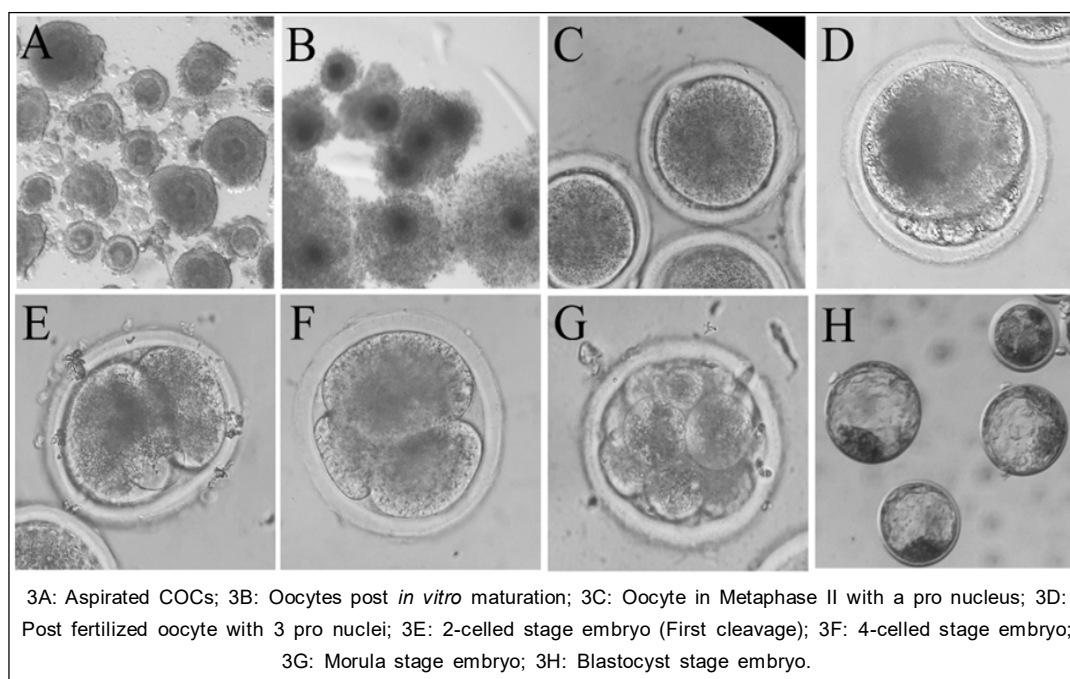 A
B
C
D
E
F
G
H
3A: Aspirated COCs; 3B: Oocytes post in vitro maturation; 3C: Oocyte in Metaphase II with a pro nucleus; 3D:
Post fertilized oocyte with 3 pro nuclei; 3E: 2-celled stage embryo (First cleavage); 3F: 4-celled stage embryo;
3G: Morula stage embryo; 3H: Blastocyst stage embryo.